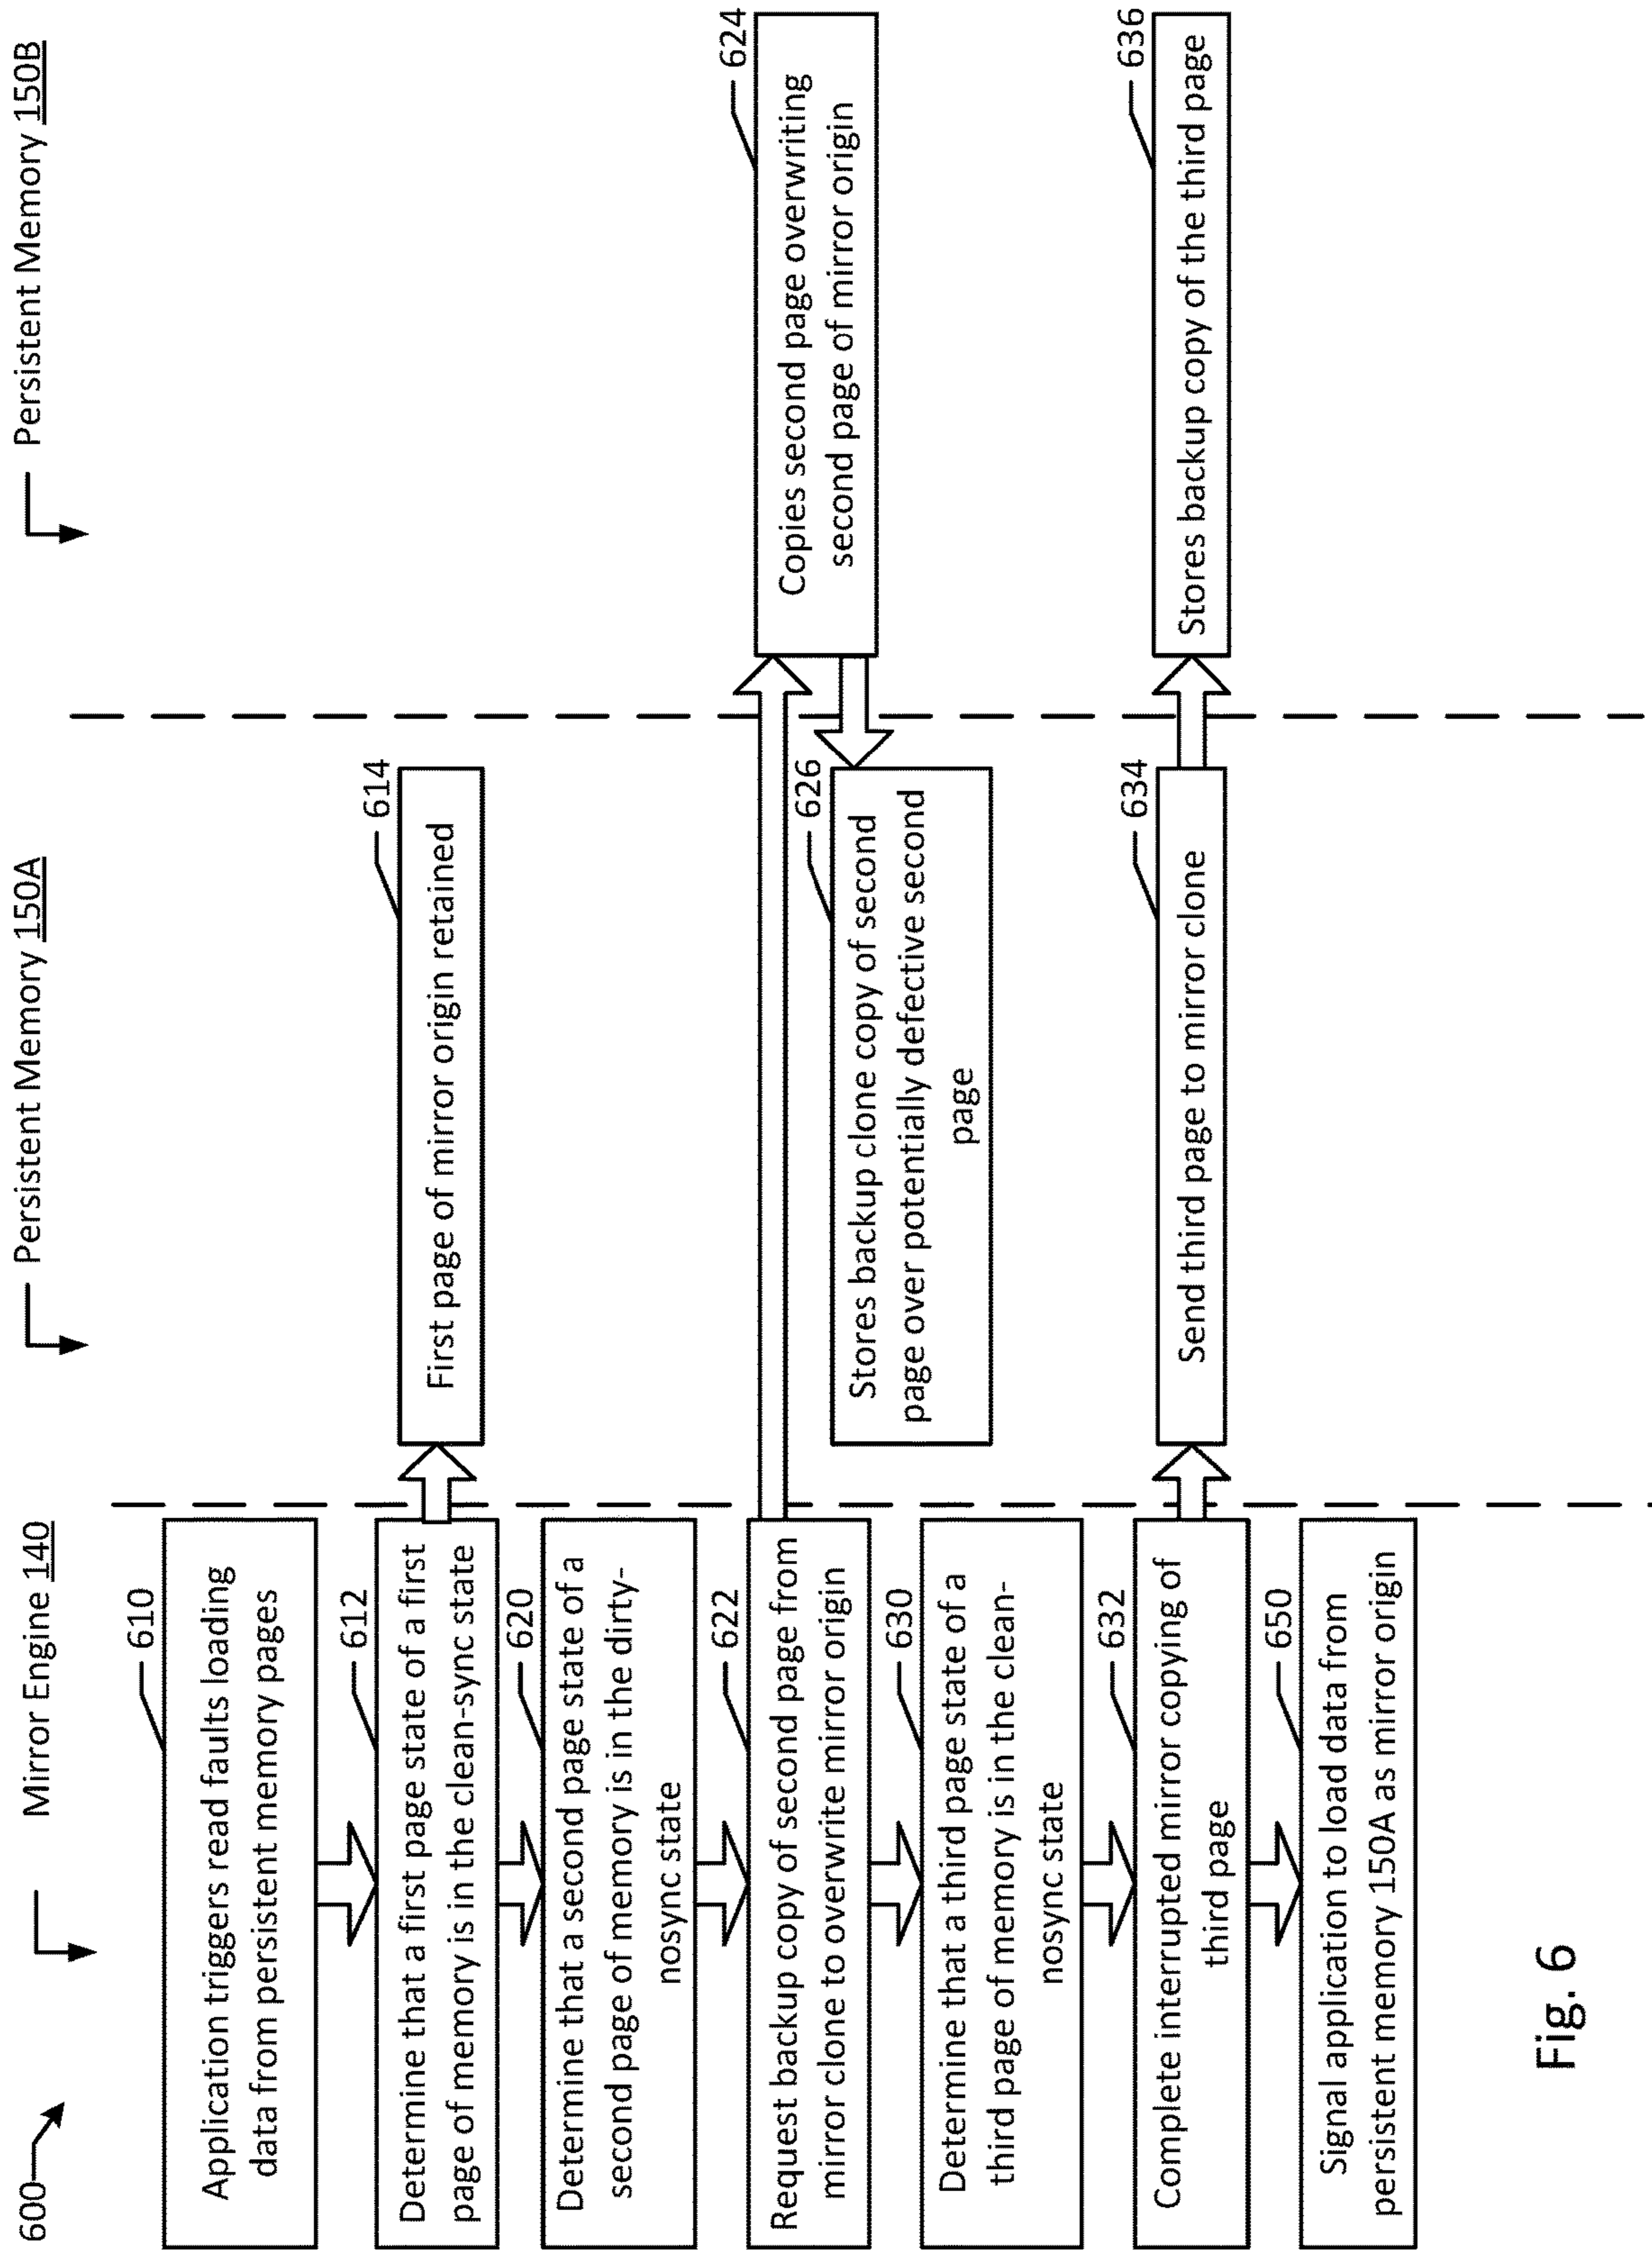 600
Mirror Engine 140
Persistent Memory 150A
Persistent Memory 150B
610
Application triggers read faults loading
data from persistent memory pages
612
Determine that a first page state of a first
page of memory is in the clean-sync state
614
First page of mirror origin retained
620
Determine that a second page state of a
second page of memory is in the dirty-
nosync state
622
Request backup copy of second page from
mirror clone to overwrite mirror origin
624
Copies second page overwriting
second page of mirror origin
626
Stores backup clone copy of second
page over potentially defective second
page
630
Determine that a third page state of a
third page of memory is in the clean-
nosync state
632
Complete interrupted mirror copying of
third page
634
Send third page to mirror clone
636
Stores backup copy of the third page
650
Signal application to load data from
persistent memory 150A as mirror origin
Fig. 6